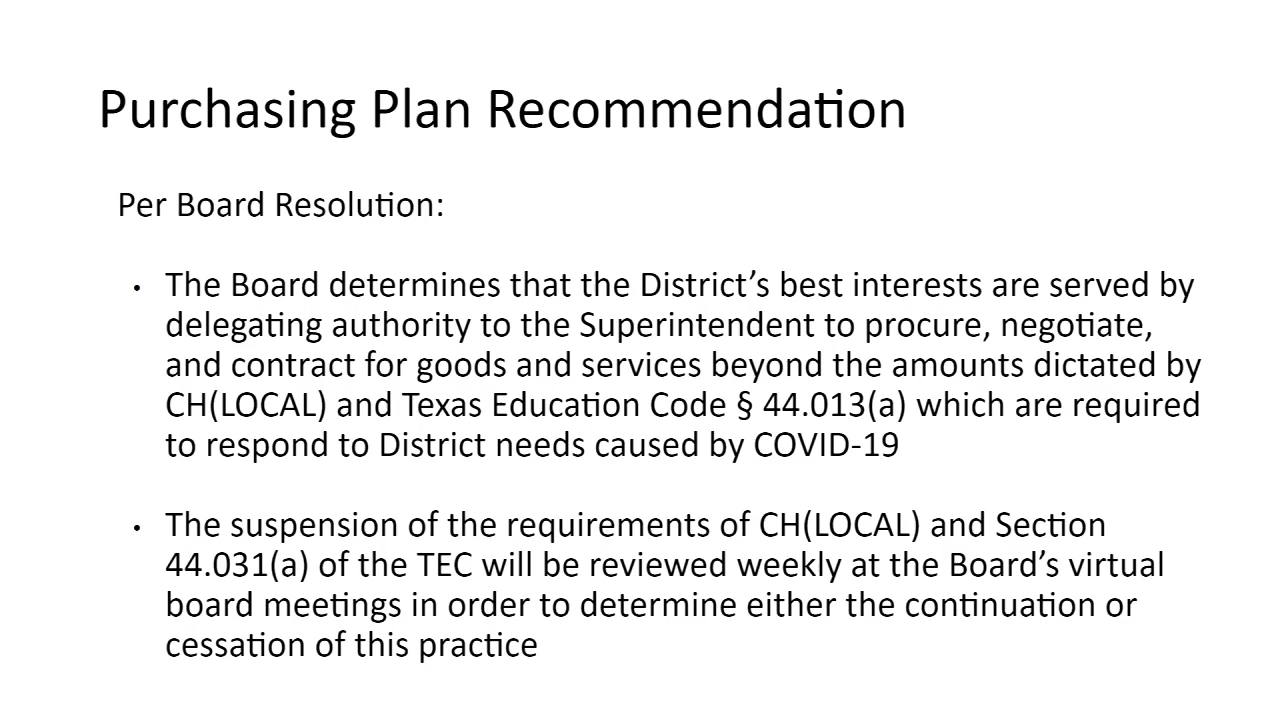 Purchasing Plan Recommendation
Per Board Resolution:
• The Board determines that the District’s best interests are served by
delegating authority to the Superintendent to procure, negotiate,
and contract for goods and services beyond the amounts dictated by
CH(LOCAL) and Texas Education Code § 44.013(a) which are required
to respond to District needs caused by COVID-19
• The suspension of the requirements of CH(LOCAL) and Section
44.031(a) of the TEC will be reviewed weekly at the Board’s virtual
board meetings in order to determine either the continuation or
cessation of this practice